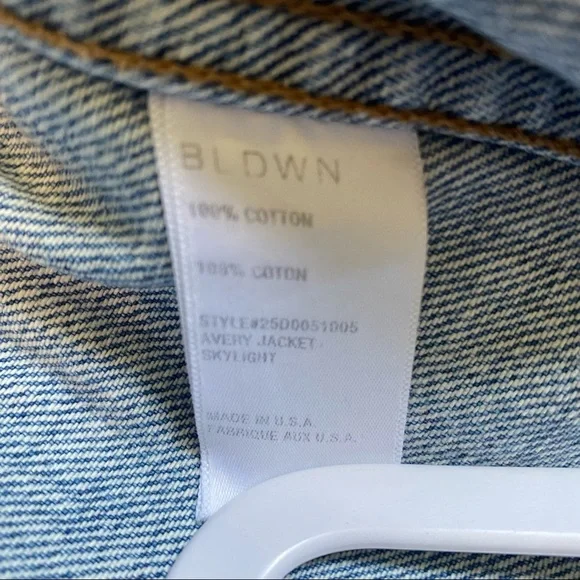 BLDWN
100% COTTON
100% COTON
STYLE#25D0051005
AVERY JACKET
SKYLIGHT
MADE IN U.S.A.
FABRIQUE AUX U.S.A.